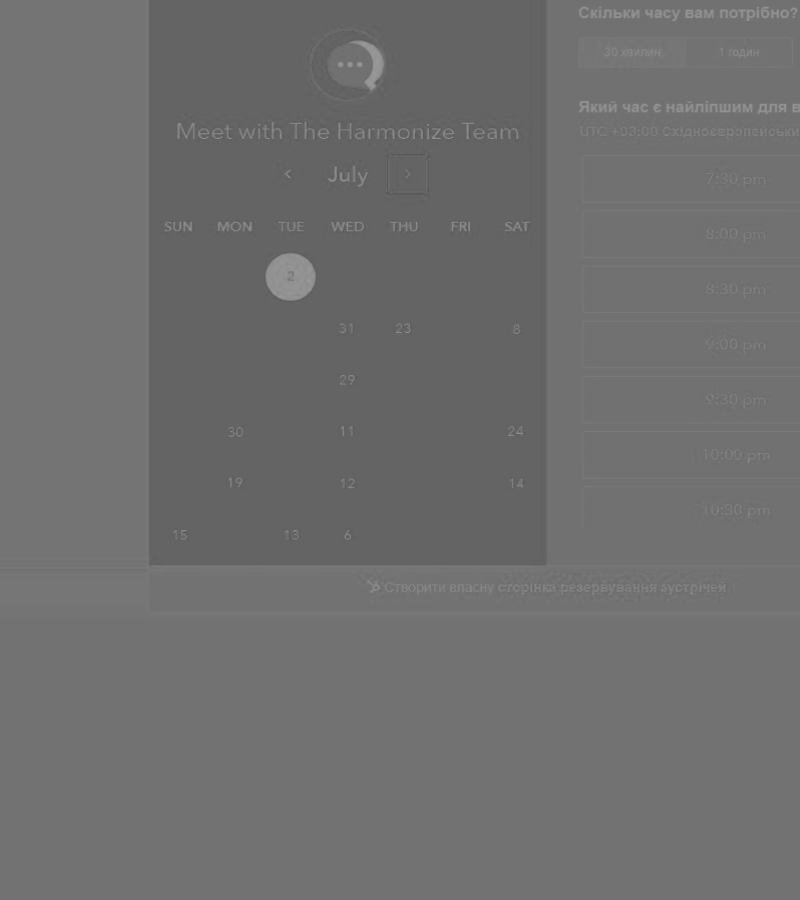 Meet with The Harmonize Team
July
SUN MON TUE WED THU FRI SAT
2
31 23 8
29
30 11 24
19 12 14
15 13 6
Скільки часу вам потрібно?
30 хвилин 1 годин
Який час є найліпшим для в
UTC +03:00 Східноєвропейськи
7:30 pm
8:00 pm
8:30 pm
9:00 pm
9:30 pm
10:00 pm
10:30 pm
Створити власну сторінка резервування зустрічей